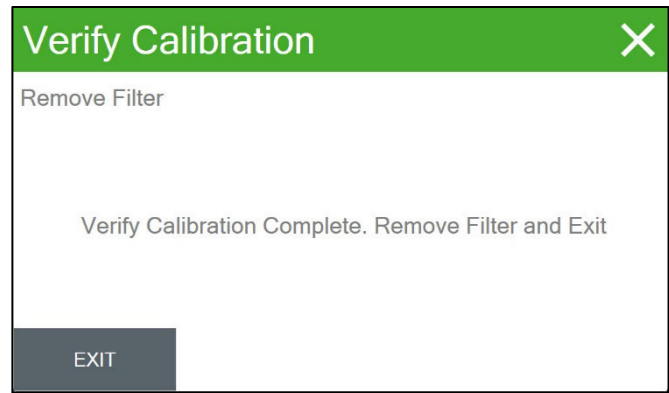 Verify Calibration
Remove Filter
Verify Calibration Complete. Remove Filter and Exit
EXIT